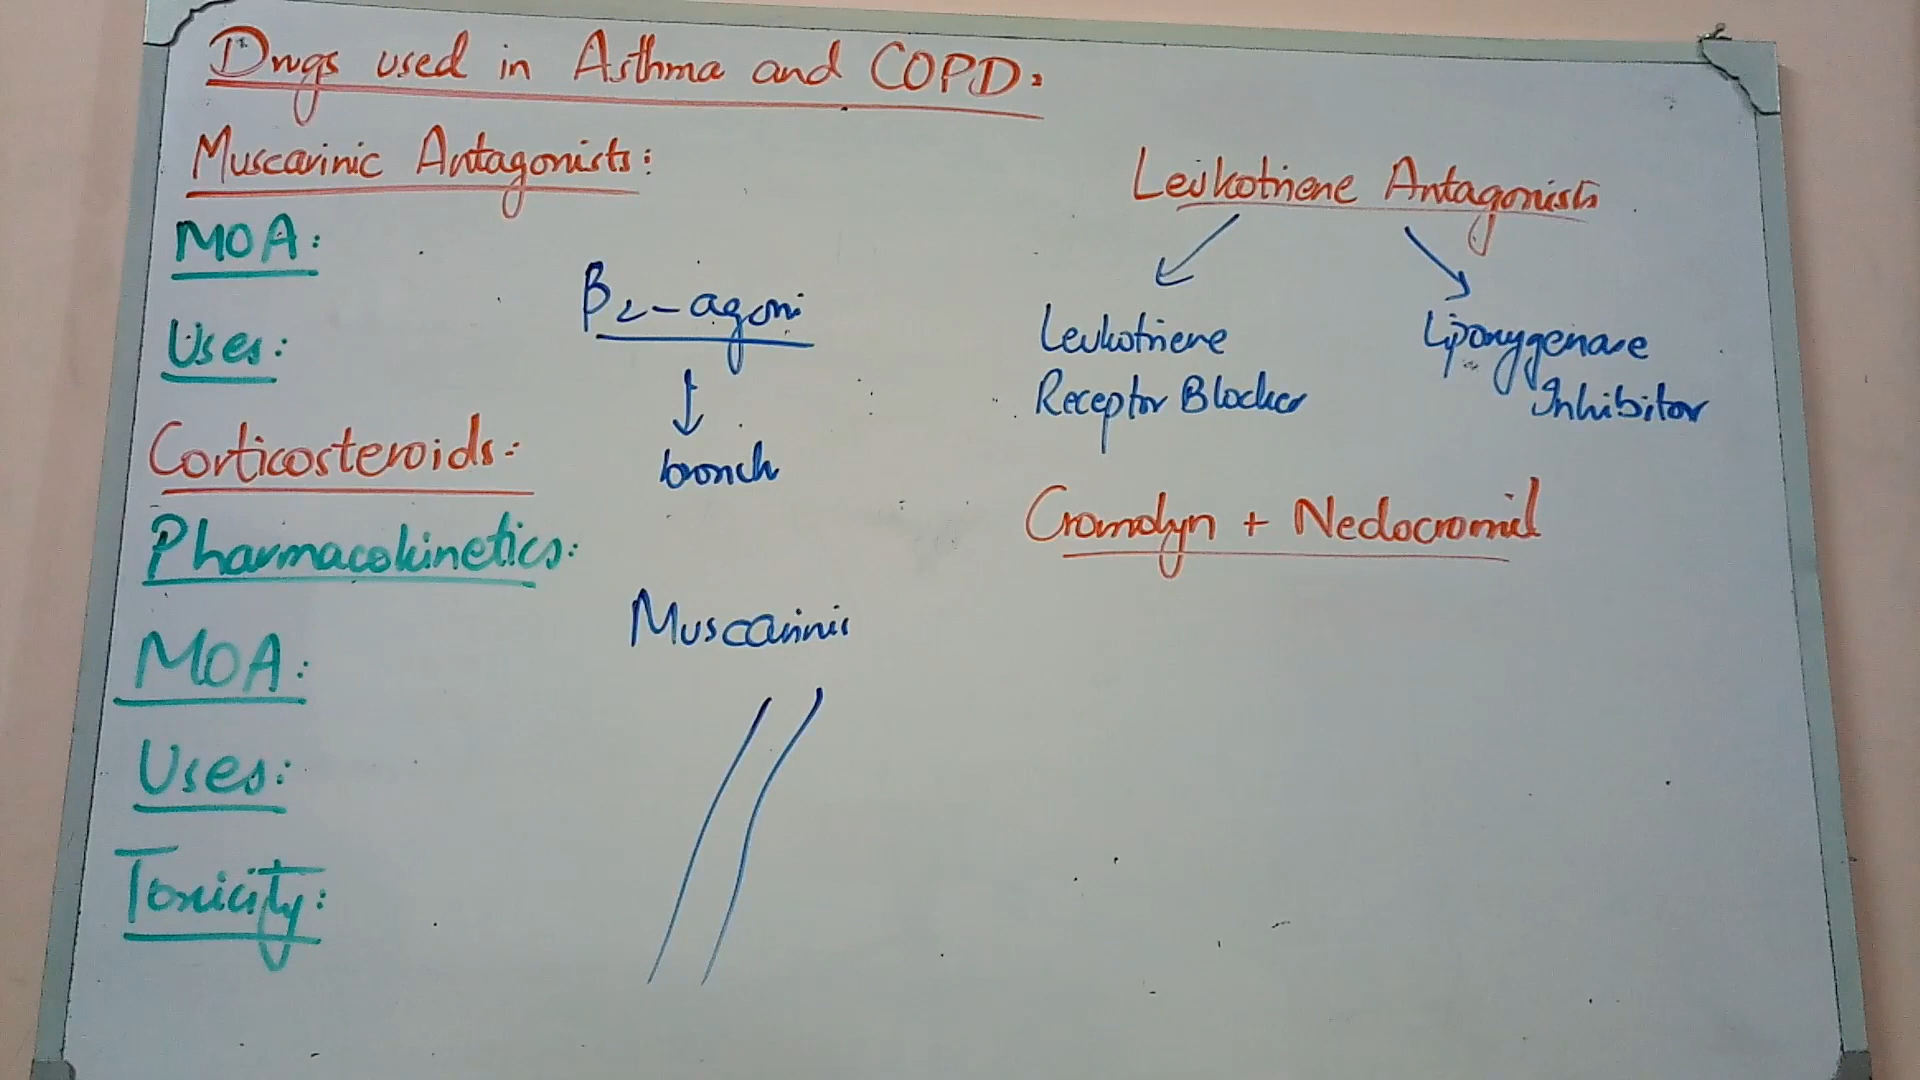 Drugs used in Asthma and COPD:
Muscarinic Antagonists:
MOA:
Uses:
Corticosteroids:
Pharmacokinetics:
MOA:
Uses:
Toxicity:
β2-agoni
bronch
Muscarinic
Leukotriene Antagonists
Leukotriene
Receptor Blocker
Lipoxygenase
Inhibitor
Cromolyn + Nedocromil